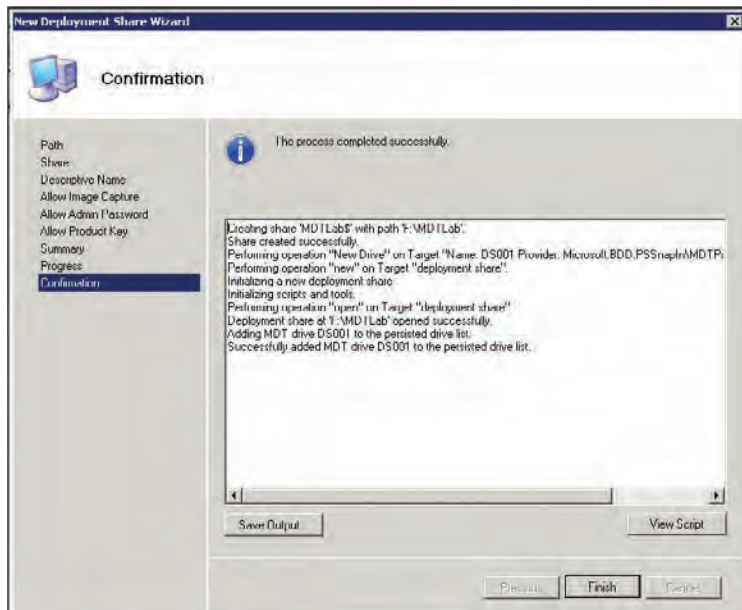 New Deployment Share Wizard
Confirmation
Path
Share
Descriptive Name
Allow Image Capture
Allow Admin Password
Allow Product Key
Summary
Progress
Confirmation
The process completed successfully.
Creating share 'MDTLab$' with path 'F:\MDTLab'.
Share created successfully.
Performing operation "New Drive" on Target "Name: DS001 Provider: Microsoft.BDD.PSSnapIn\MDTPr
Performing operation "new" on Target "deployment share".
Initializing a new deployment share
Initializing scripts and tools.
Performing operation "open" on Target "deployment share"
Deployment share at 'F:\MDTLab' opened successfully.
Adding MDT drive DS001 to the persisted drive list.
Successfully added MDT drive DS001 to the persisted drive list.
Save Output
View Script
Previous
Finish
Cancel